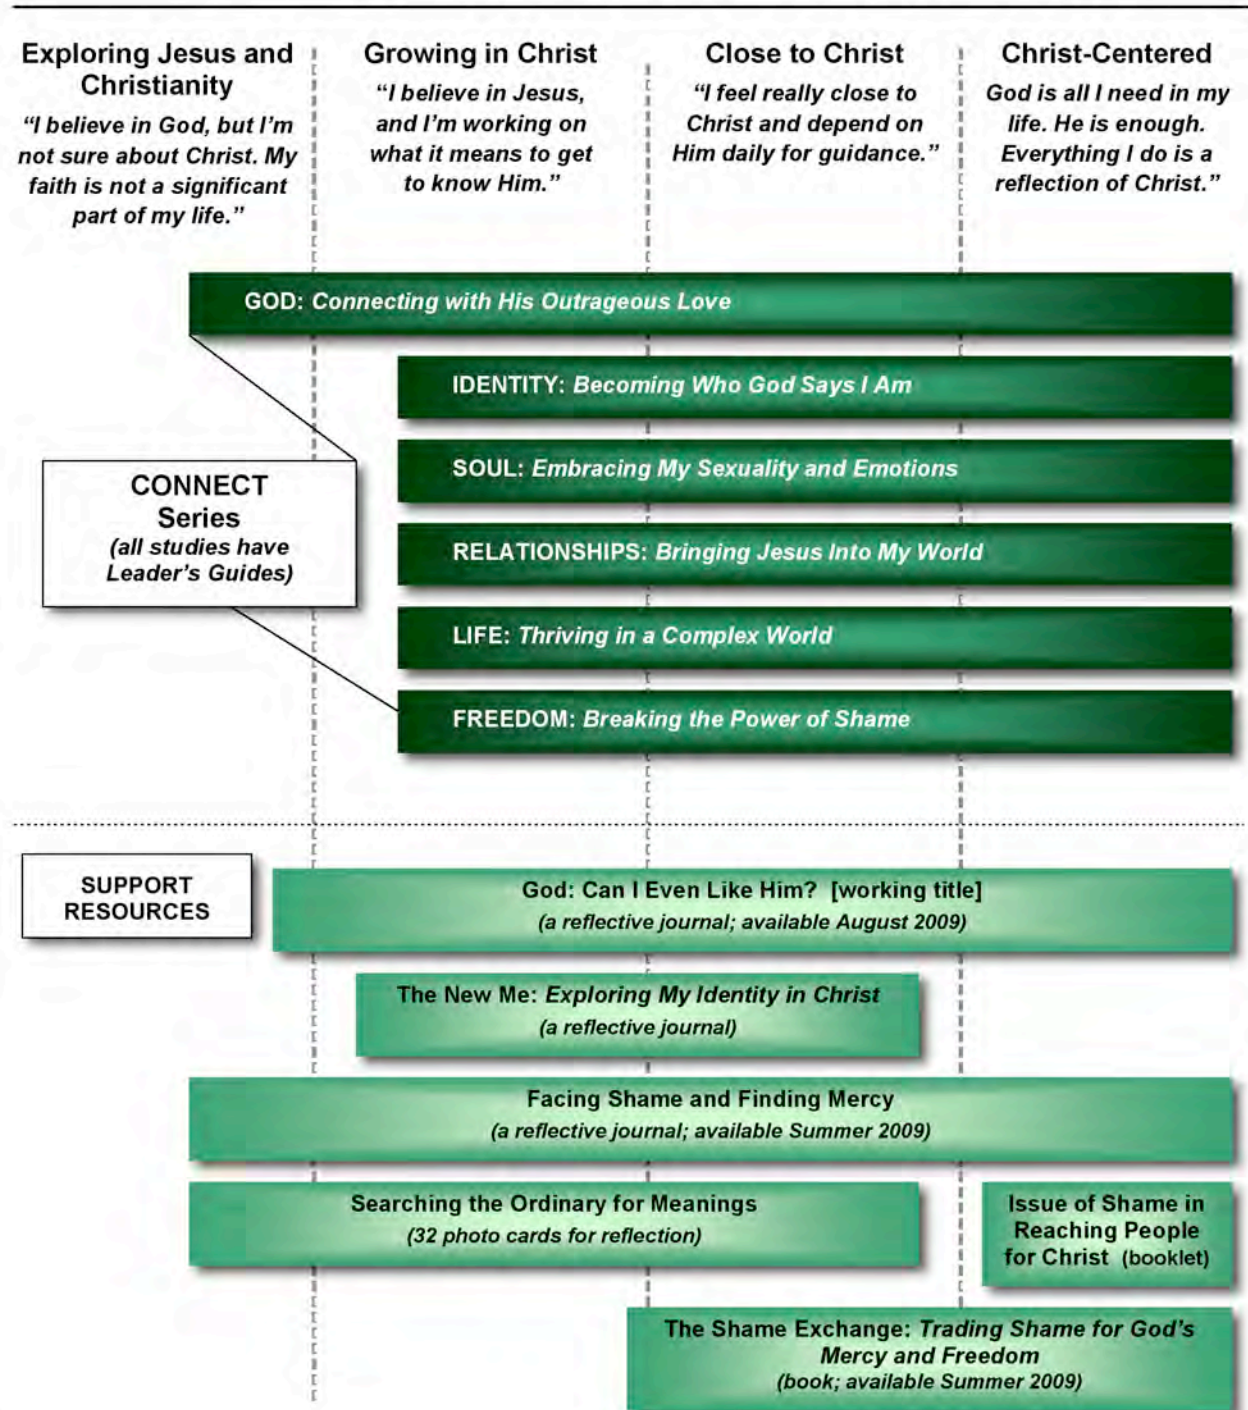 Exploring Jesus and
Christianity
“I believe in God, but I’m
not sure about Christ. My
faith is not a significant
part of my life.”
Growing in Christ
“I believe in Jesus,
and I’m working on
what it means to get
to know Him.”
Close to Christ
“I feel really close to
Christ and depend on
Him daily for guidance.”
Christ-Centered
God is all I need in my
life. He is enough.
Everything I do is a
reflection of Christ.”
GOD: Connecting with His Outrageous Love
IDENTITY: Becoming Who God Says I Am
SOUL: Embracing My Sexuality and Emotions
RELATIONSHIPS: Bringing Jesus Into My World
LIFE: Thriving in a Complex World
FREEDOM: Breaking the Power of Shame
CONNECT
Series
(all studies have
Leader’s Guides)
SUPPORT
RESOURCES
God: Can I Even Like Him? [working title]
(a reflective journal; available August 2009)
The New Me: Exploring My Identity in Christ
(a reflective journal)
Facing Shame and Finding Mercy
(a reflective journal; available Summer 2009)
Searching the Ordinary for Meanings
(32 photo cards for reflection)
Issue of Shame in
Reaching People
for Christ (booklet)
The Shame Exchange: Trading Shame for God’s
Mercy and Freedom
(book; available Summer 2009)